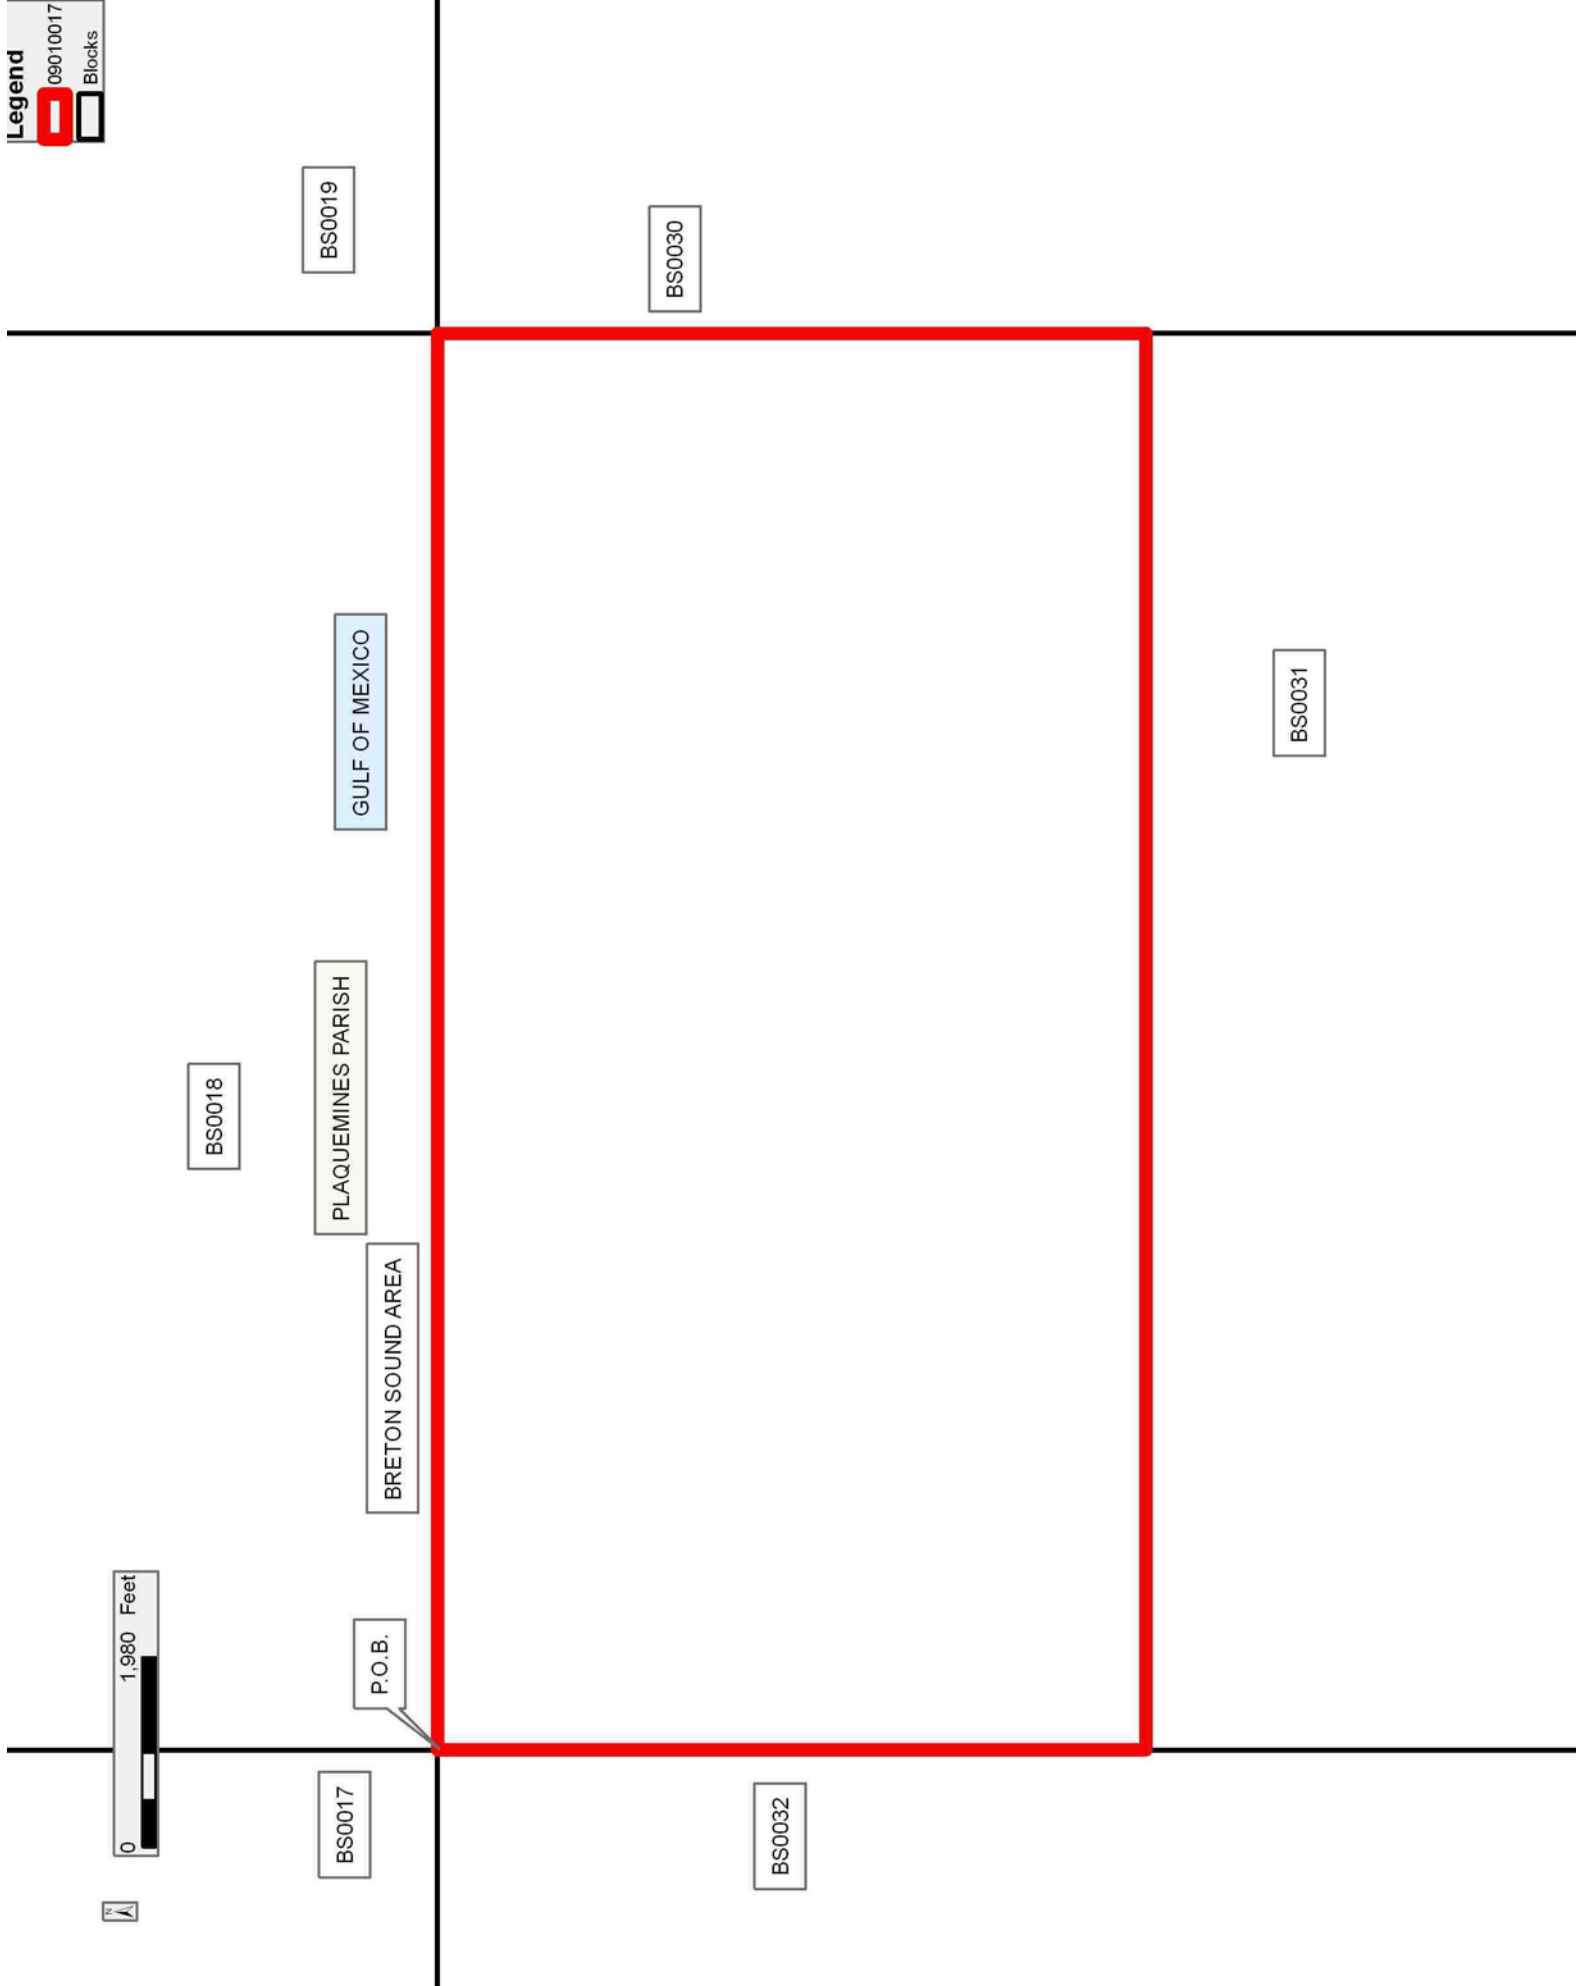 N
0 1,980 Feet
Legend
09010017
Blocks
BS0018
BS0017
P.O.B.
BRETON SOUND AREA
PLAQUEMINES PARISH
GULF OF MEXICO
BS0019
BS0032
BS0030
BS0031